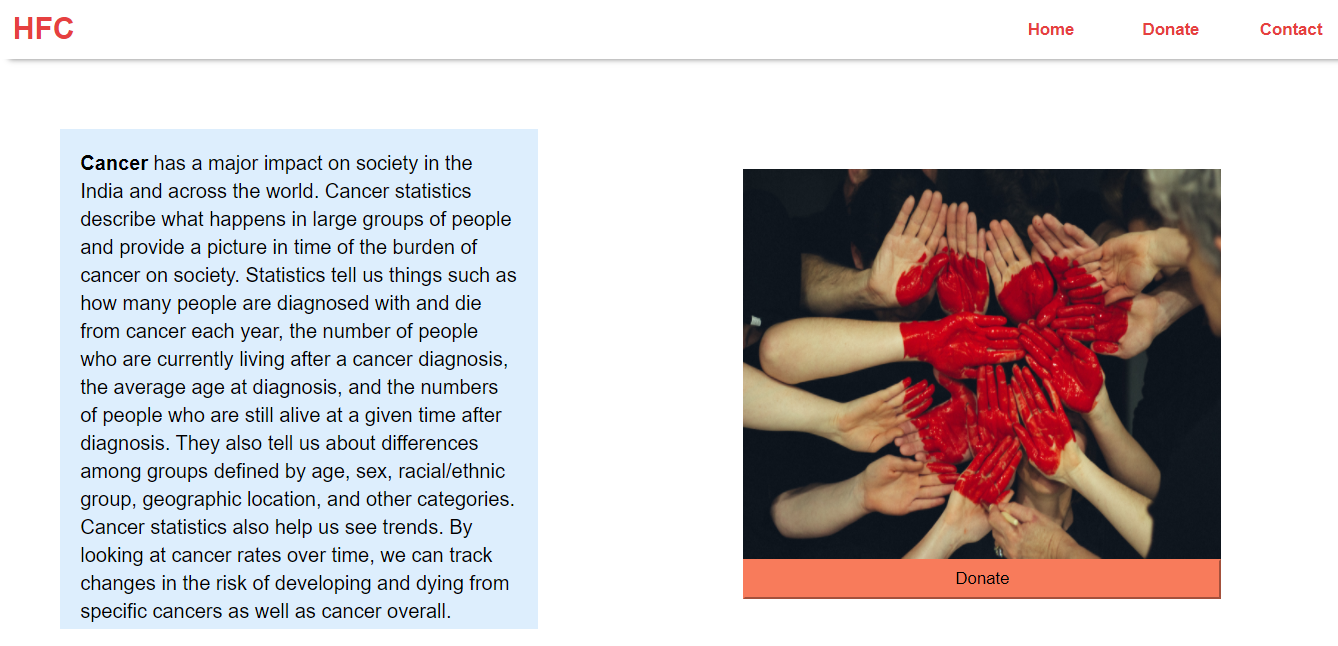 HFC
Home Donate Contact
Cancer has a major impact on society in the
India and across the world. Cancer statistics
describe what happens in large groups of people
and provide a picture in time of the burden of
cancer on society. Statistics tell us things such as
how many people are diagnosed with and die
from cancer each year, the number of people
who are currently living after a cancer diagnosis,
the average age at diagnosis, and the numbers
of people who are still alive at a given time after
diagnosis. They also tell us about differences
among groups defined by age, sex, racial/ethnic
group, geographic location, and other categories.
Cancer statistics also help us see trends. By
looking at cancer rates over time, we can track
changes in the risk of developing and dying from
specific cancers as well as cancer overall.
Donate